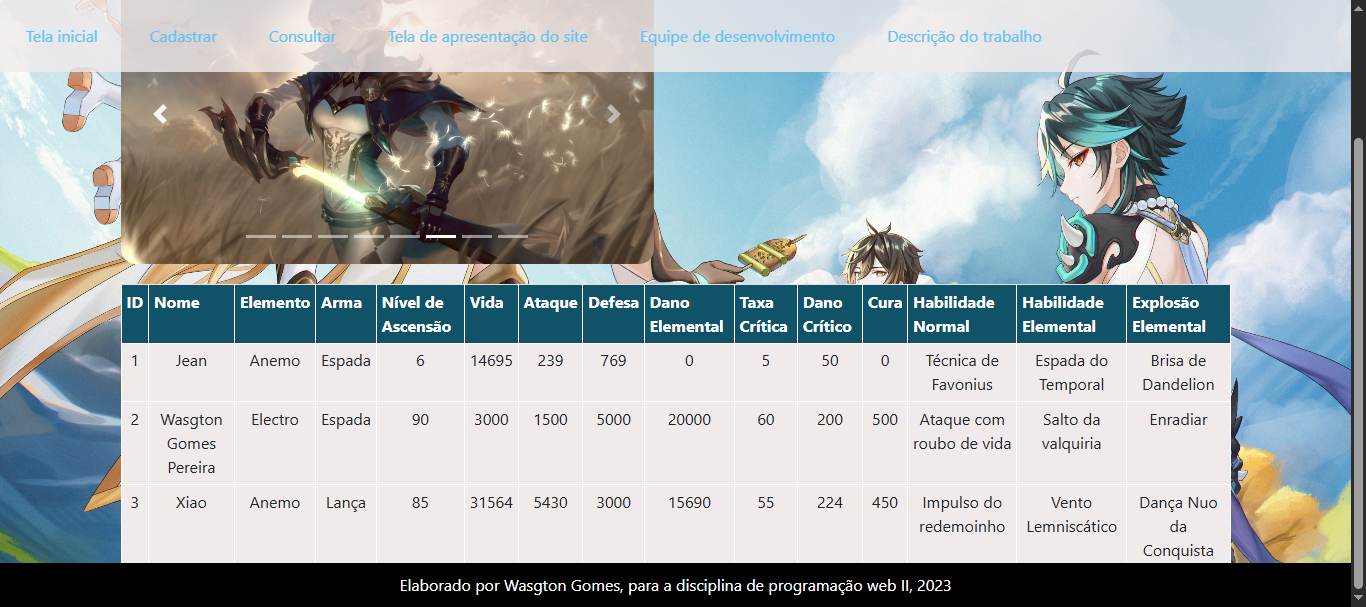 Tela inicial Cadastrar Consultar Tela de apresentação do site Equipe de desenvolvimento Descrição do trabalho
ID Nome Elemento Arma Nível de Ascensão Vida Ataque Defesa Dano Elemental Taxa Crítica Dano Crítico Cura Habilidade Normal Habilidade Elemental Explosão Elemental
1 Jean Anemo Espada 6 14695 239 769 0 5 50 0 Técnica de Favonius Espada do Temporal Brisa de Dandelion
2 Wasgton Gomes Pereira Electro Espada 90 3000 1500 5000 20000 60 200 500 Ataque com roubo de vida Salto da valquiria Enradiar
3 Xiao Anemo Lança 85 31564 5430 3000 15690 55 224 450 Impulso do redemoinho Vento Lemniscático Dança Nuo da Conquista
Elaborado por Wasgton Gomes, para a disciplina de programação web II, 2023